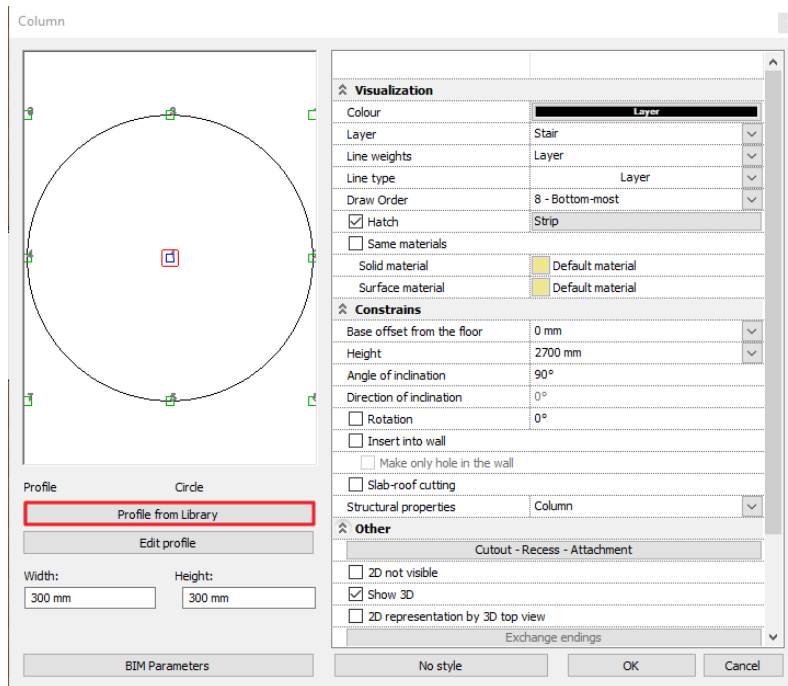 Column
Profile Circle
Profile from Library
Edit profile
Width: Height:
300 mm 300 mm
BIM Parameters
Visualization
Colour Layer
Layer Stair
Line weights Layer
Line type Layer
Draw Order 8 - Bottom-most
Hatch Strip
Same materials
Solid material Default material
Surface material Default material
Constrains
Base offset from the floor 0 mm
Height 2700 mm
Angle of inclination 90°
Direction of inclination 0°
Rotation 0°
Insert into wall
Make only hole in the wall
Slab-roof cutting
Structural properties Column
Other
Cutout - Recess - Attachment
2D not visible
Show 3D
2D representation by 3D top view
Exchange endings
No style OK Cancel